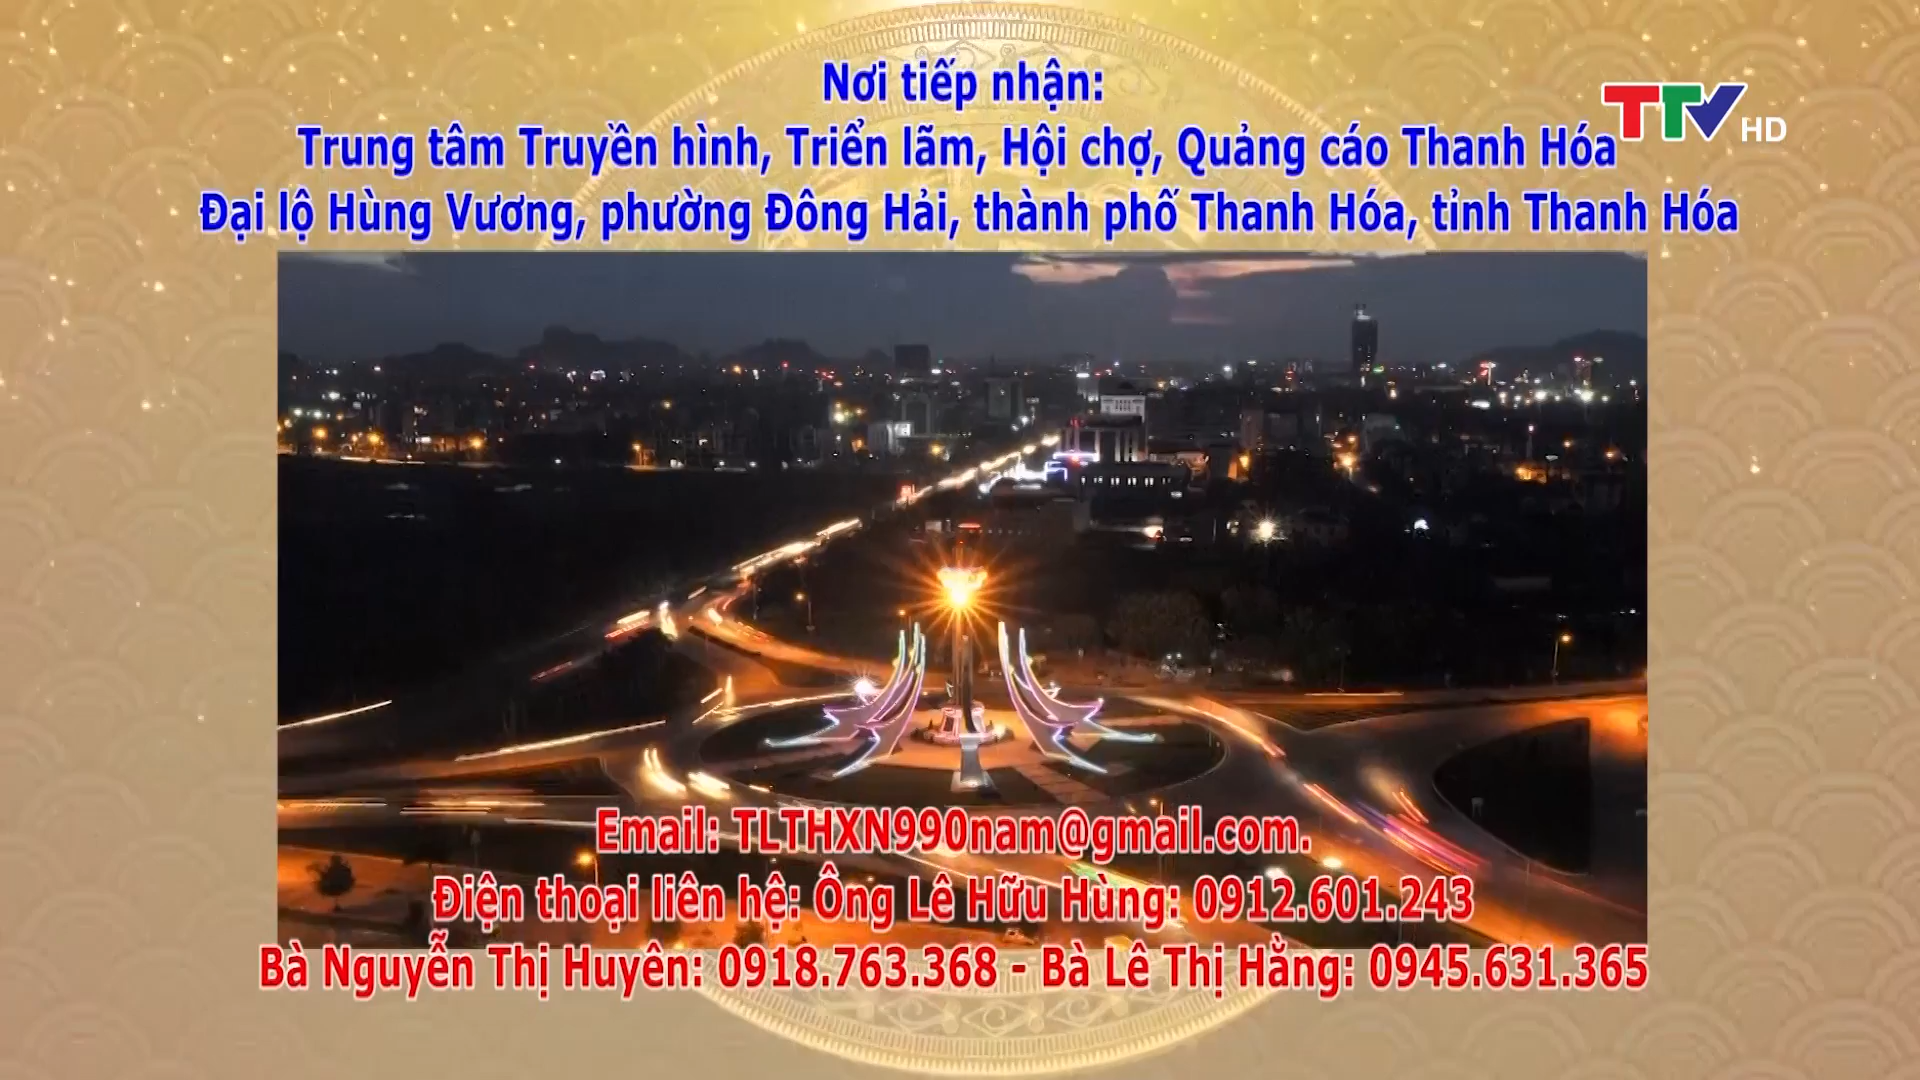 Nơi tiếp nhận:
TTV HD
Trung tâm Truyền hình, Triển lãm, Hội chợ, Quảng cáo Thanh Hóa
Đại lộ Hùng Vương, phường Đông Hải, thành phố Thanh Hóa, tỉnh Thanh Hóa
Email: TLTHXN990nam@gmail.com.
Điện thoại liên hệ: Ông Lê Hữu Hùng: 0912.601.243
Bà Nguyễn Thị Huyên: 0918.763.368 - Bà Lê Thị Hằng: 0945.631.365